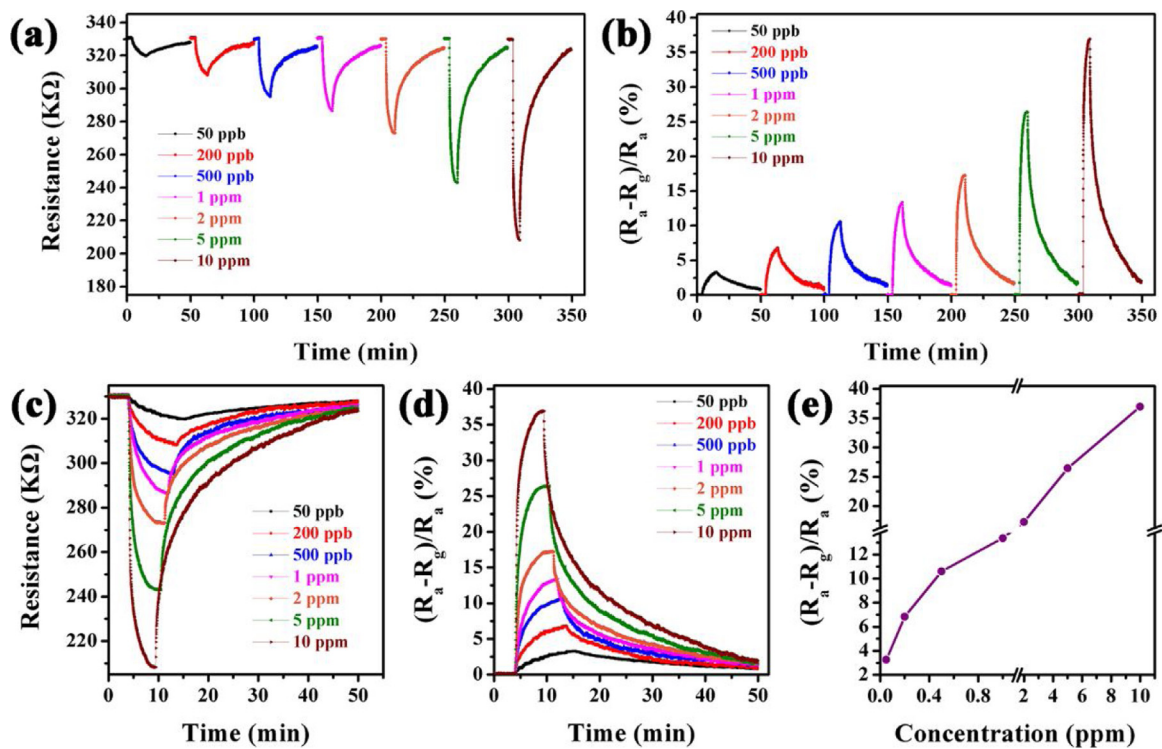 (a)
330
320
300
280
260
240
220
200
180
Resistance (KΩ)
50 ppb
200 ppb
500 ppb
1 ppm
2 ppm
5 ppm
10 ppm
0 50 100 150 200 250 300 350
Time (min)
(b)
40
35
30
25
20
15
10
5
0
(Ra-Rg)/Ra (%)
50 ppb
200 ppb
500 ppb
1 ppm
2 ppm
5 ppm
10 ppm
0 50 100 150 200 250 300 350
Time (min)
(c)
320
300
290
280
270
260
250
240
220
210
Resistance (KΩ)
50 ppb
200 ppb
500 ppb
1 ppm
2 ppm
5 ppm
10 ppm
0 10 20 30 40 50
Time (min)
(d)
40
35
30
25
20
15
10
5
0
(Ra-Rg)/Ra (%)
50 ppb
200 ppb
500 ppb
1 ppm
2 ppm
5 ppm
10 ppm
0 10 20 30 40 50
Time (min)
(e)
40
35
30
25
20
15
12
10
8
6
4
2
(Ra-Rg)/Ra (%)
0.0 0.5 2 4 6 8 10
Concentration (ppm)